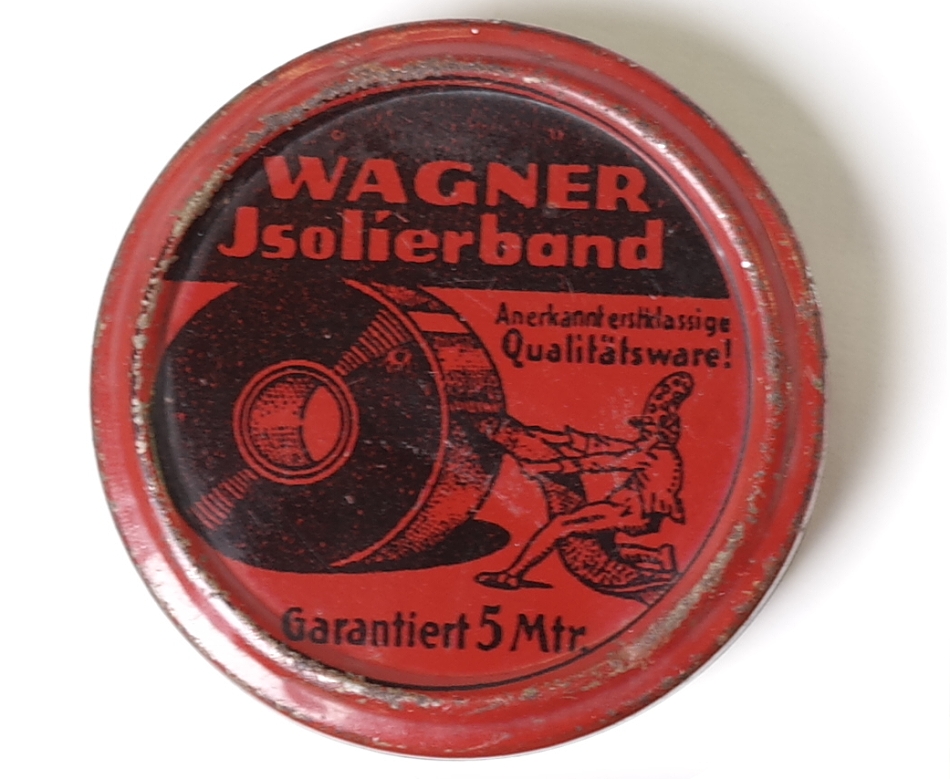 WAGNER
Jsolierband
Anerkannt erstklassige
Qualitätsware!
Garantiert 5 Mtr.